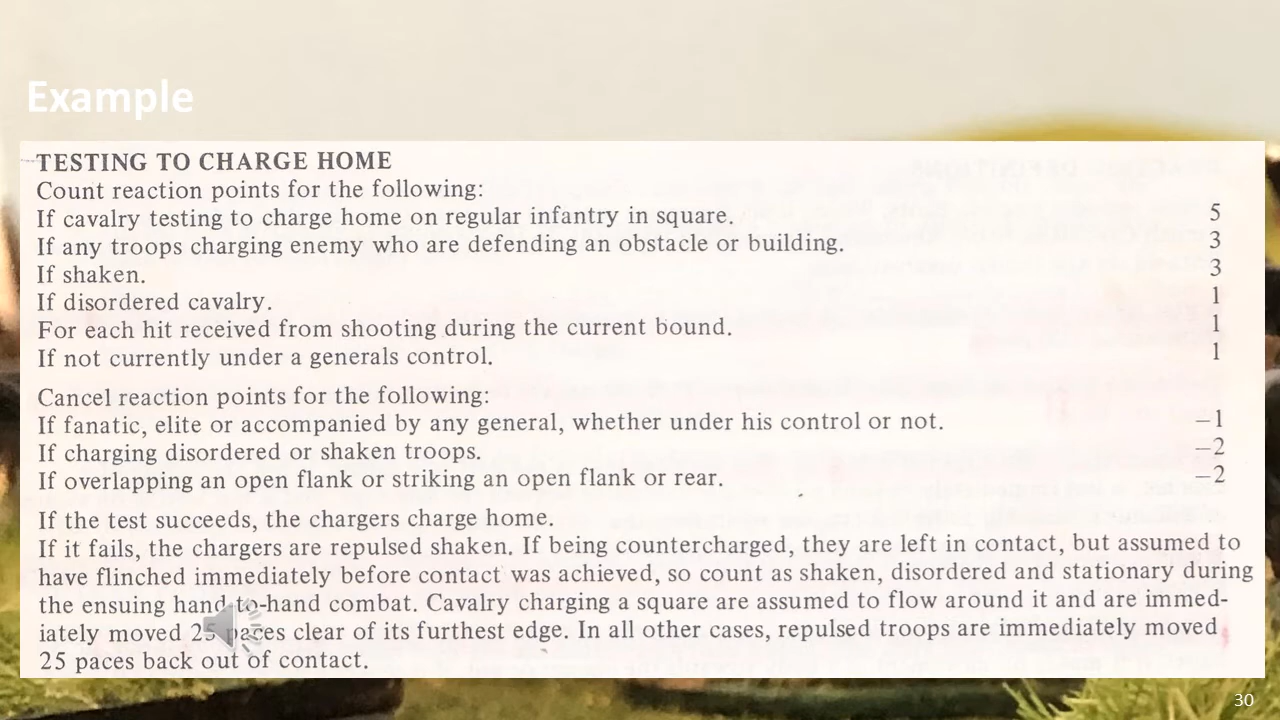 Example
TESTING TO CHARGE HOME
Count reaction points for the following:
If cavalry testing to charge home on regular infantry in square. 5
If any troops charging enemy who are defending an obstacle or building. 3
If shaken. 3
If disordered cavalry. 1
For each hit received from shooting during the current bound. 1
If not currently under a generals control. 1
Cancel reaction points for the following:
If fanatic, elite or accompanied by any general, whether under his control or not. –1
If charging disordered or shaken troops. –2
If overlapping an open flank or striking an open flank or rear. –2
If the test succeeds, the chargers charge home.
If it fails, the chargers are repulsed shaken. If being countercharged, they are left in contact, but assumed to
have flinched immediately before contact was achieved, so count as shaken, disordered and stationary during
the ensuing hand-to-hand combat. Cavalry charging a square are assumed to flow around it and are immed-
iately moved 25 paces clear of its furthest edge. In all other cases, repulsed troops are immediately moved
25 paces back out of contact.
30